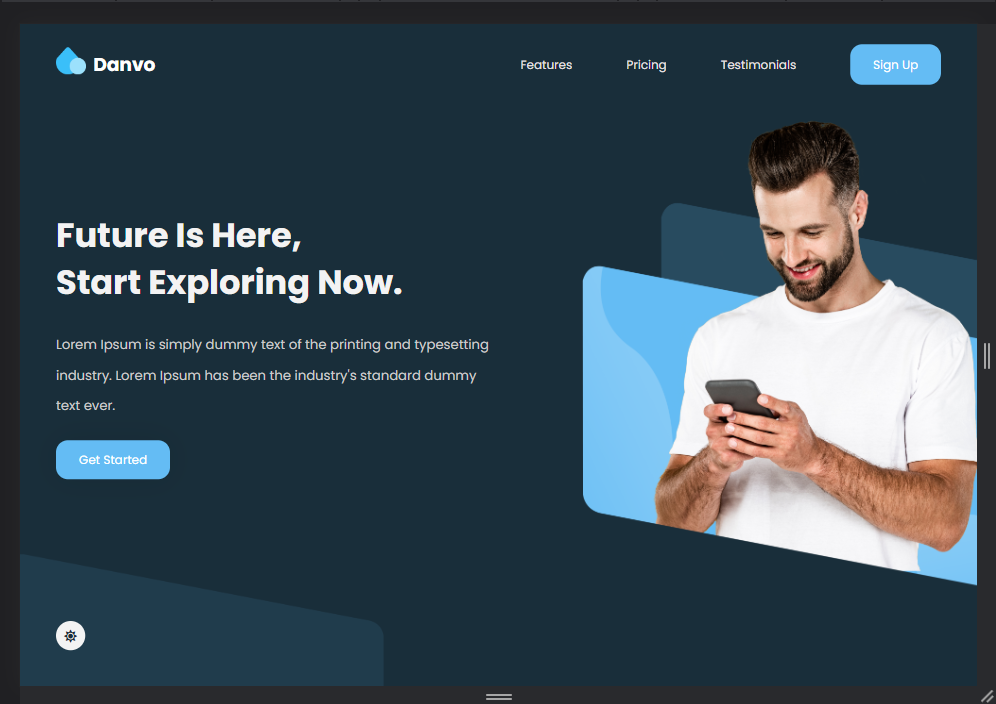 Danvo
Features
Pricing
Testimonials
Sign Up
Future Is Here,
Start Exploring Now.
Lorem Ipsum is simply dummy text of the printing and typesetting
industry. Lorem Ipsum has been the industry's standard dummy
text ever.
Get Started